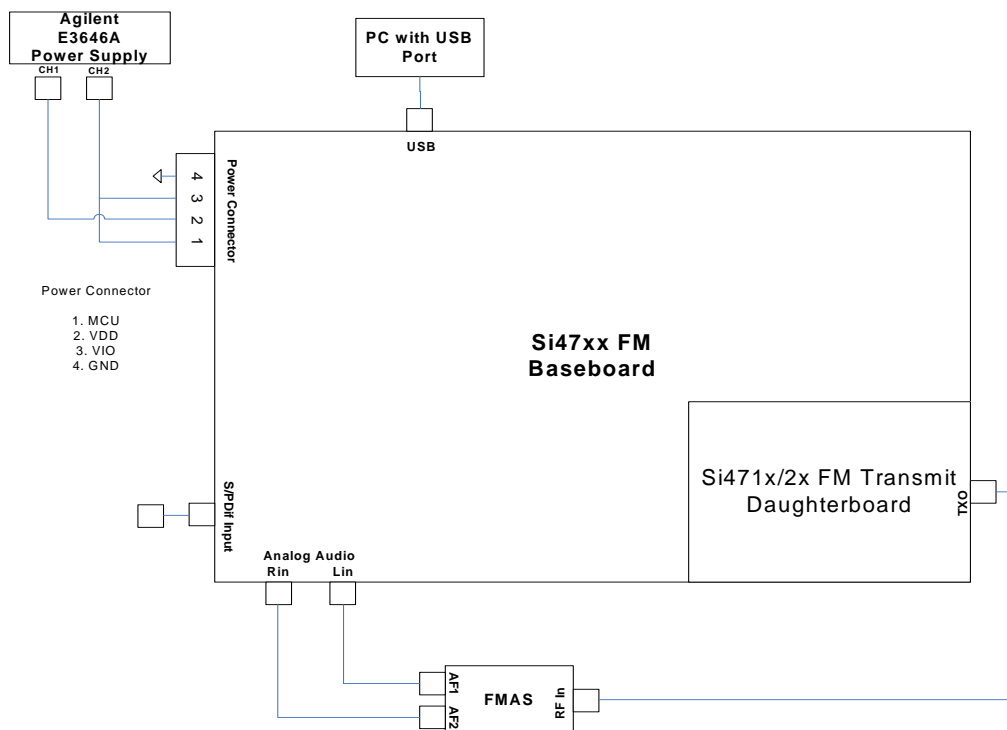 Agilent
E3646A
Power Supply
CH1 CH2
PC with USB
Port
USB
Power Connector
4
3
2
1
Power Connector
1. MCU
2. VDD
3. VIO
4. GND
Si47xx FM
Baseboard
Si471x/2x FM Transmit
Daughterboard
TXO
S/PDif Input
Analog Audio
Rin Lin
AF1
AF2
FMAS
RF In